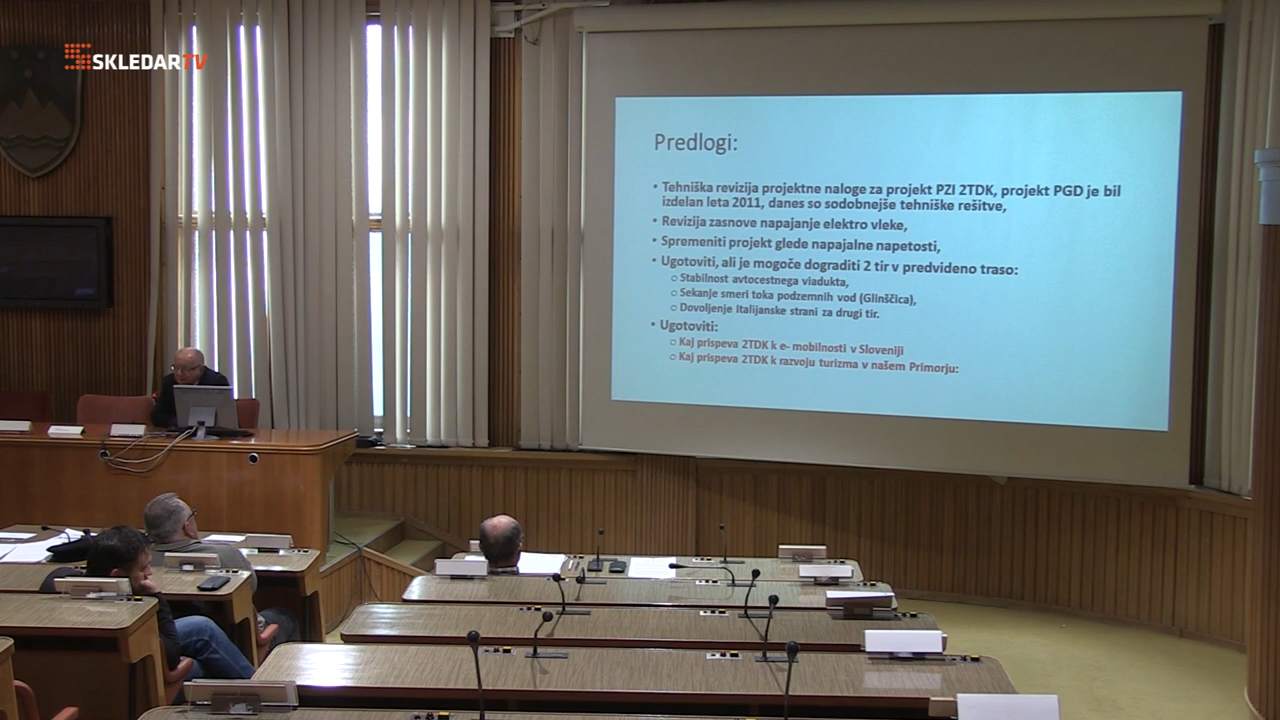 SKLEDARTV
Predlogi:
• Tehniška revizija projektne naloge za projekt PZI 2TDK, projekt PGD je bil
izdelan leta 2011, danes so sodobnejše tehniške rešitve,
• Revizija zasnove napajanje elektro vleke,
• Spremeniti projekt glede napajalne napetosti,
• Ugotoviti, ali je mogoče dograditi 2 tir v predvideno traso:
○ Stabilnost avtocestnega viadukta,
○ Sekanje smeri toka podzemnih vod (Glinščica),
○ Dovoljenje Italijanske strani za drugi tir.
• Ugotoviti:
○ Kaj prispeva 2TDK k e- mobilnosti v Sloveniji
○ Kaj prispeva 2TDK k razvoju turizma v našem Primorju: